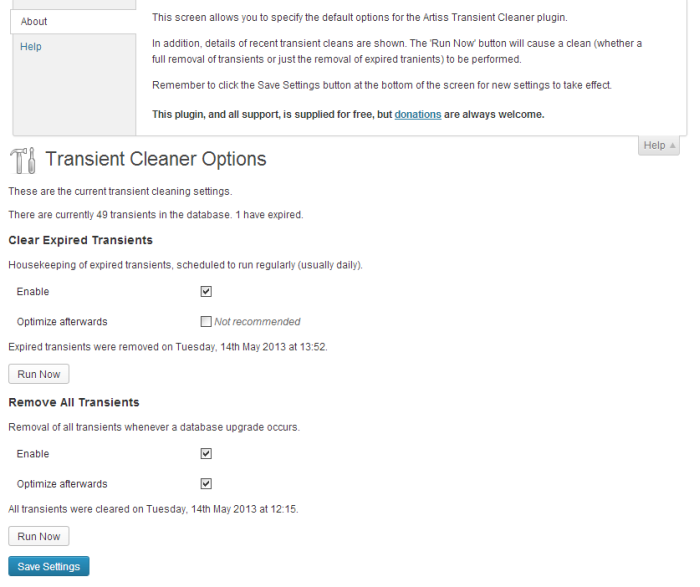 About
Help
This screen allows you to specify the default options for the Artiss Transient Cleaner plugin.
In addition, details of recent transient cleans are shown. The 'Run Now' button will cause a clean (whether a
full removal of transients or just the removal of expired tranients) to be performed.
Remember to click the Save Settings button at the bottom of the screen for new settings to take effect.
This plugin, and all support, is supplied for free, but donations are always welcome.
Help
Transient Cleaner Options
These are the current transient cleaning settings.
There are currently 49 transients in the database. 1 have expired.
Clear Expired Transients
Housekeeping of expired transients, scheduled to run regularly (usually daily).
Enable
Optimize afterwards Not recommended
Expired transients were removed on Tuesday, 14th May 2013 at 13:52.
Run Now
Remove All Transients
Removal of all transients whenever a database upgrade occurs.
Enable
Optimize afterwards
All transients were cleared on Tuesday, 14th May 2013 at 12:15.
Run Now
Save Settings